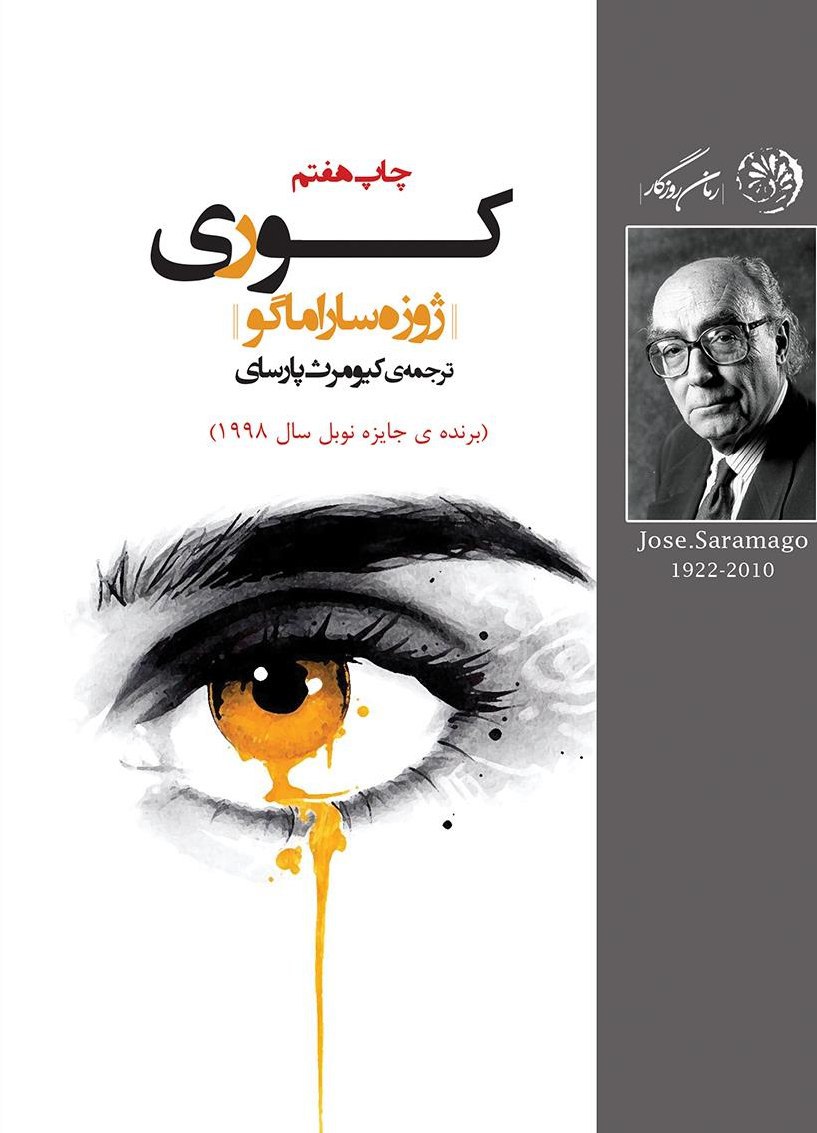 چاپ هفتم
کوری
ژوزه ساراماگو
ترجمه‌ی کیومرث پارسای
(برنده ی جایزه نوبل سال ۱۹۹۸)
رمان روزگار
Jose.Saramago
1922-2010